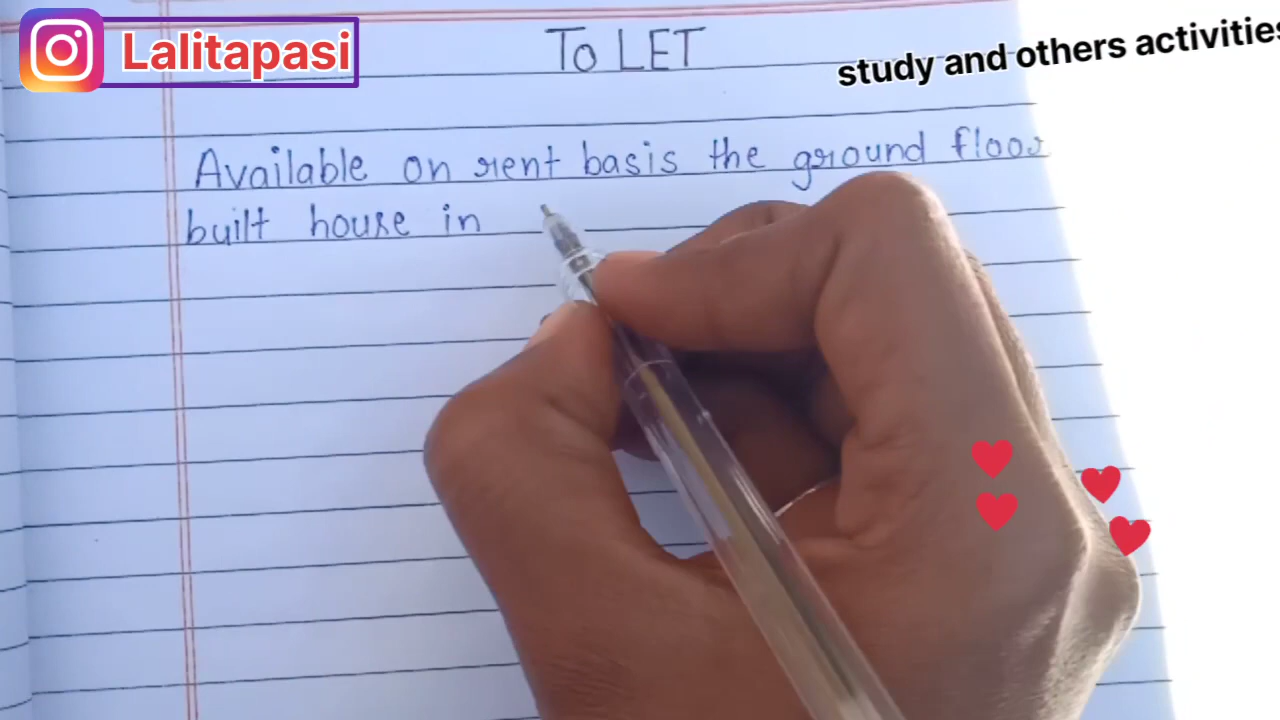 Lalitapasi
To LET
study and others activities
Available on rent basis the ground floor
built house in